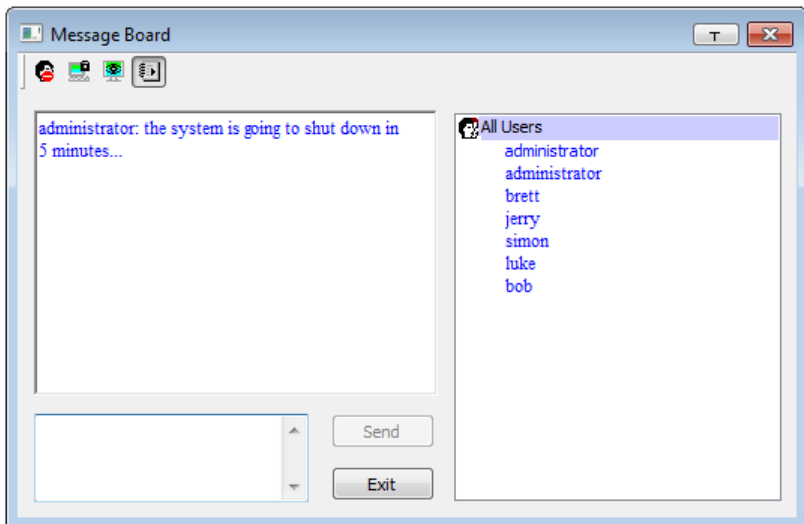 Message Board
administrator: the system is going to shut down in
5 minutes...
All Users
administrator
administrator
brett
jerry
simon
luke
bob
Send
Exit